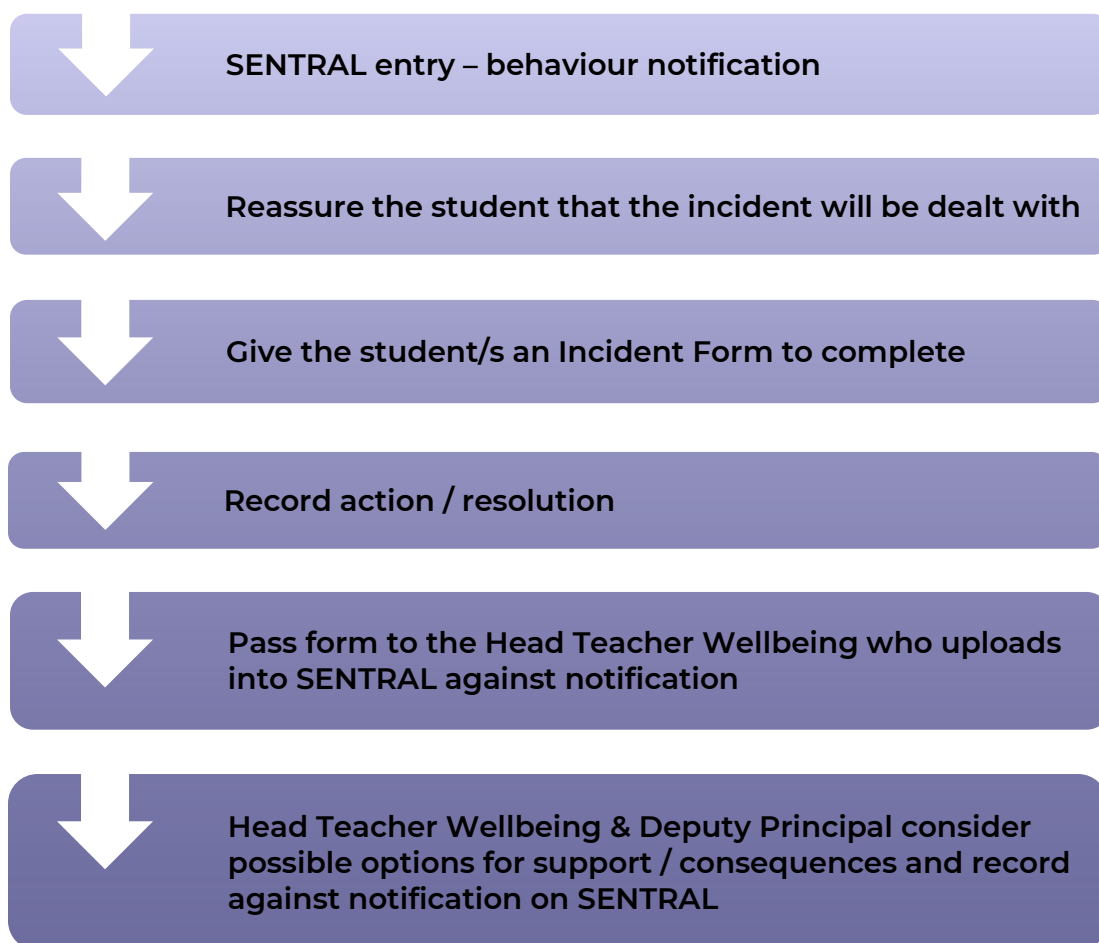 SENTRAL entry – behaviour notification
Reassure the student that the incident will be dealt with
Give the student/s an Incident Form to complete
Record action / resolution
Pass form to the Head Teacher Wellbeing who uploads
into SENTRAL against notification
Head Teacher Wellbeing & Deputy Principal consider
possible options for support / consequences and record
against notification on SENTRAL